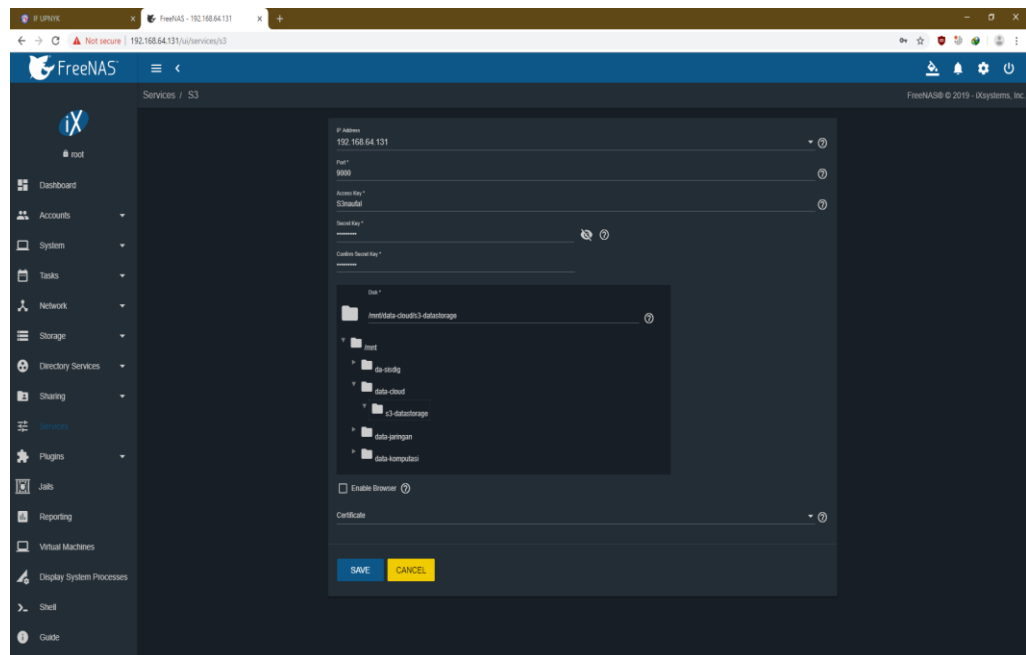 IF UPNYK
FreeNAS - 192.168.64.131
Not secure | 192.168.64.131/ui/services/s3
FreeNAS
Services / S3
FreeNAS® © 2019 - iXsystems, Inc.
iX
root
Dashboard
Accounts
System
Tasks
Network
Storage
Directory Services
Sharing
Services
Plugins
Jails
Reporting
Virtual Machines
Display System Processes
Shell
Guide
IP Address
192.168.64.131
Port *
9000
Access Key *
S3naufal
Secret Key *
•••••••••
Confirm Secret Key *
•••••••••
Disk *
/mnt/data-cloud/s3-datastorage
/mnt
da-sisdig
data-cloud
s3-datastorage
data-jaringan
data-komputasi
Enable Browser
Certificate
SAVE
CANCEL